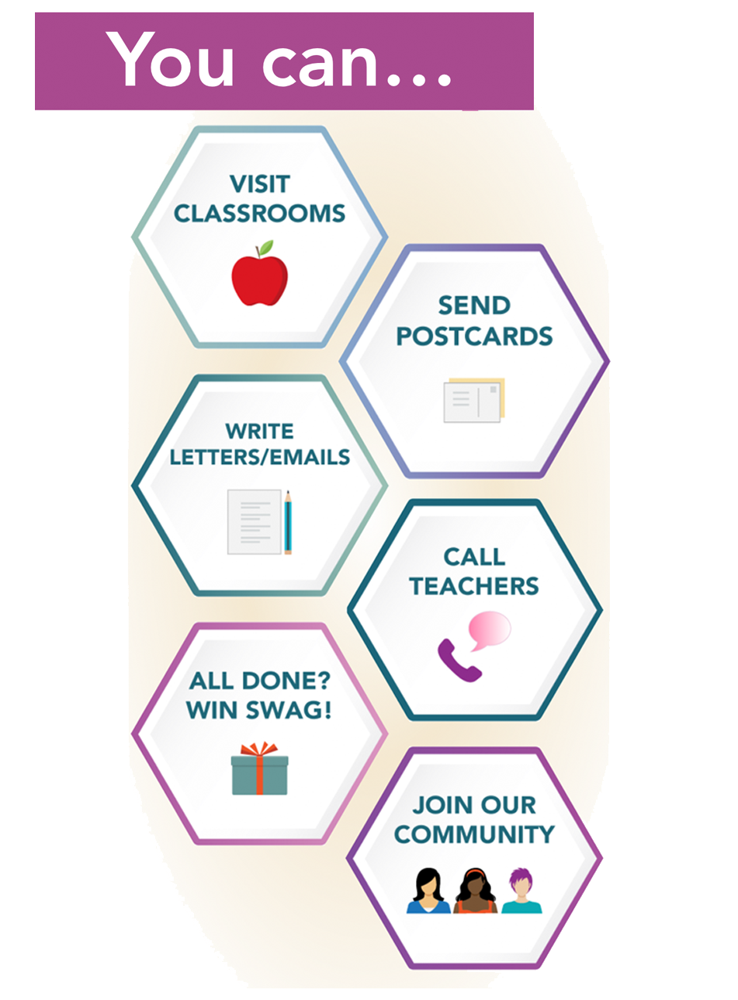 You can...
VISIT
CLASSROOMS
SEND
POSTCARDS
WRITE
LETTERS/EMAILS
CALL
TEACHERS
ALL DONE?
WIN SWAG!
JOIN OUR
COMMUNITY